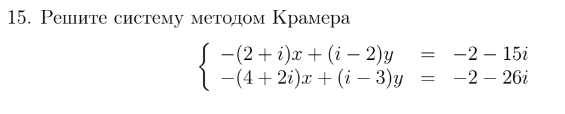 15. Решите систему методом Крамера
−(2 + i)x + (i − 2)y = −2 − 15i
−(4 + 2i)x + (i − 3)y = −2 − 26i